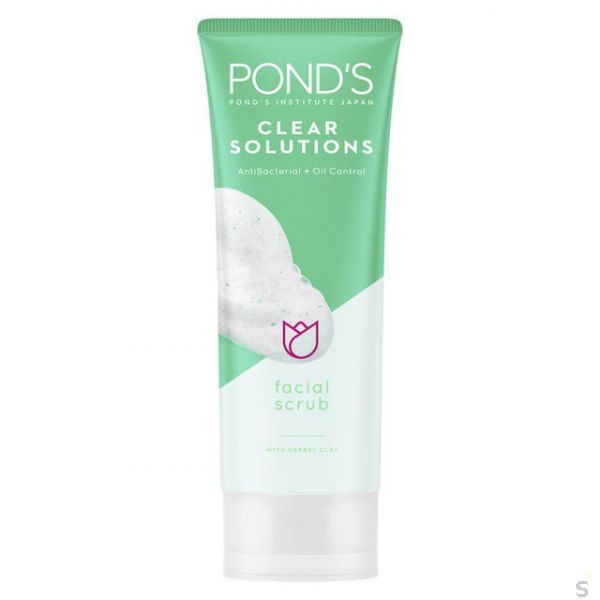 POND'S
POND'S INSTITUTE JAPAN
CLEAR
SOLUTIONS
AntiBacterial + Oil Control
facial
scrub
WITH HERBAL CLAY
S